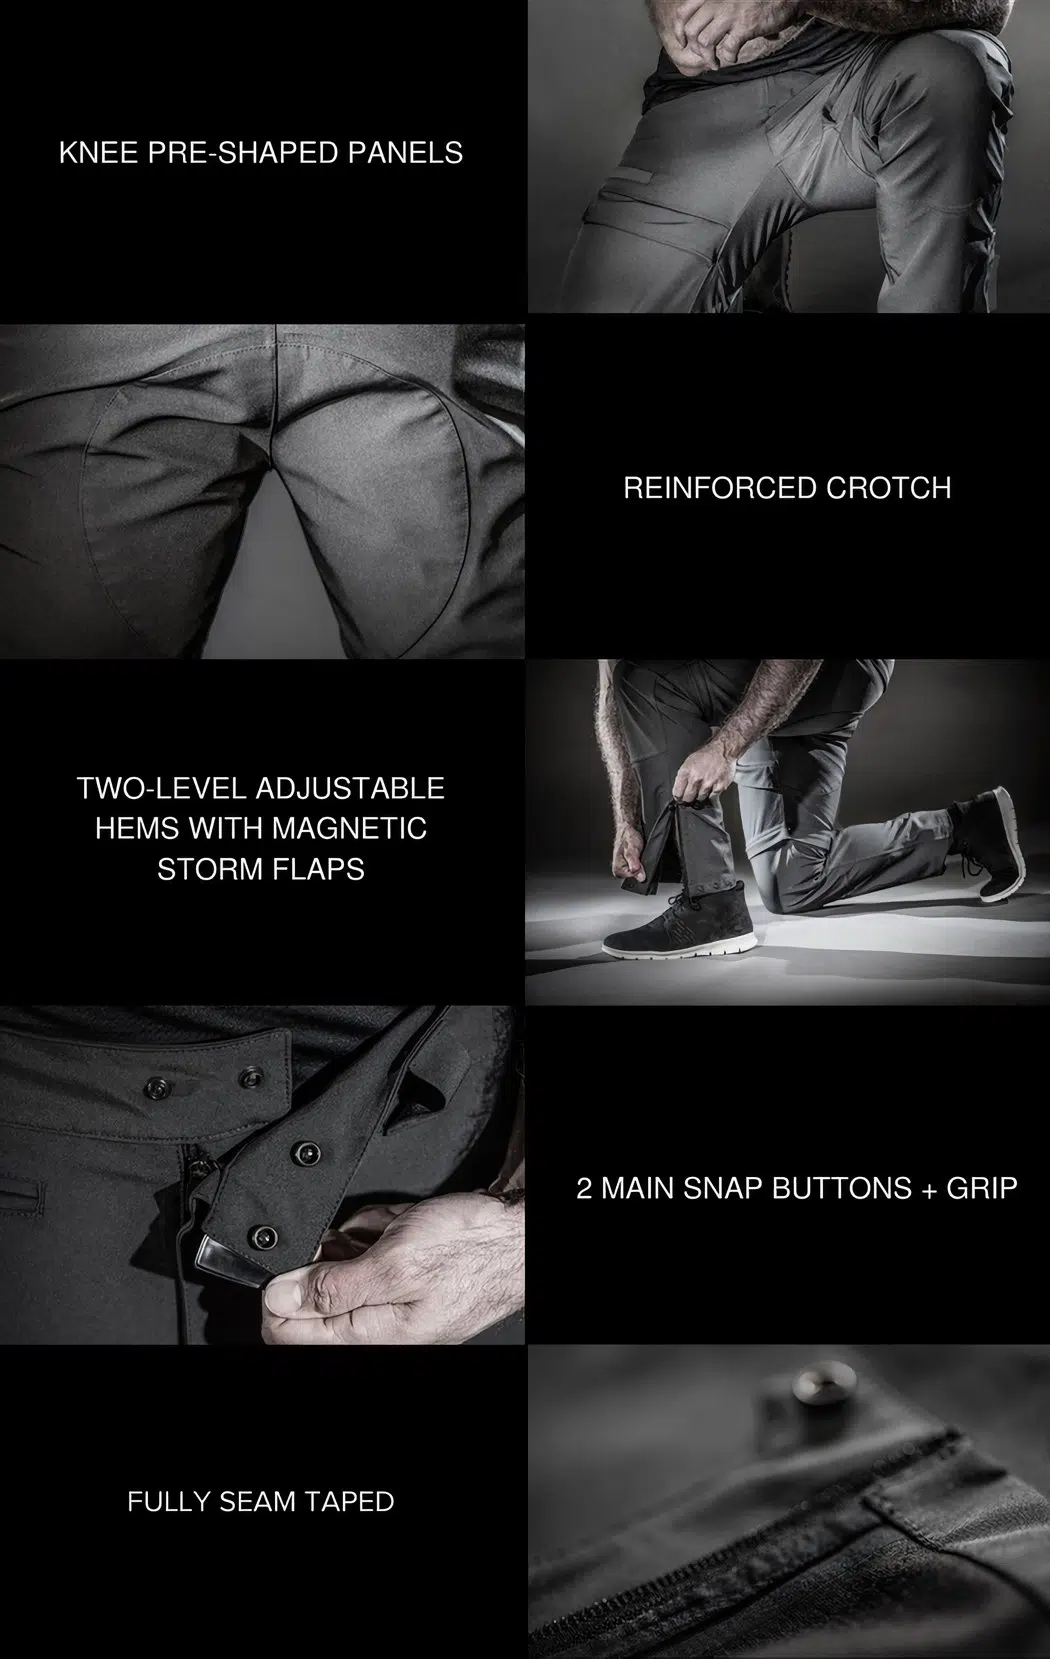 KNEE PRE-SHAPED PANELS
REINFORCED CROTCH
TWO-LEVEL ADJUSTABLE
HEMS WITH MAGNETIC
STORM FLAPS
2 MAIN SNAP BUTTONS + GRIP
FULLY SEAM TAPED